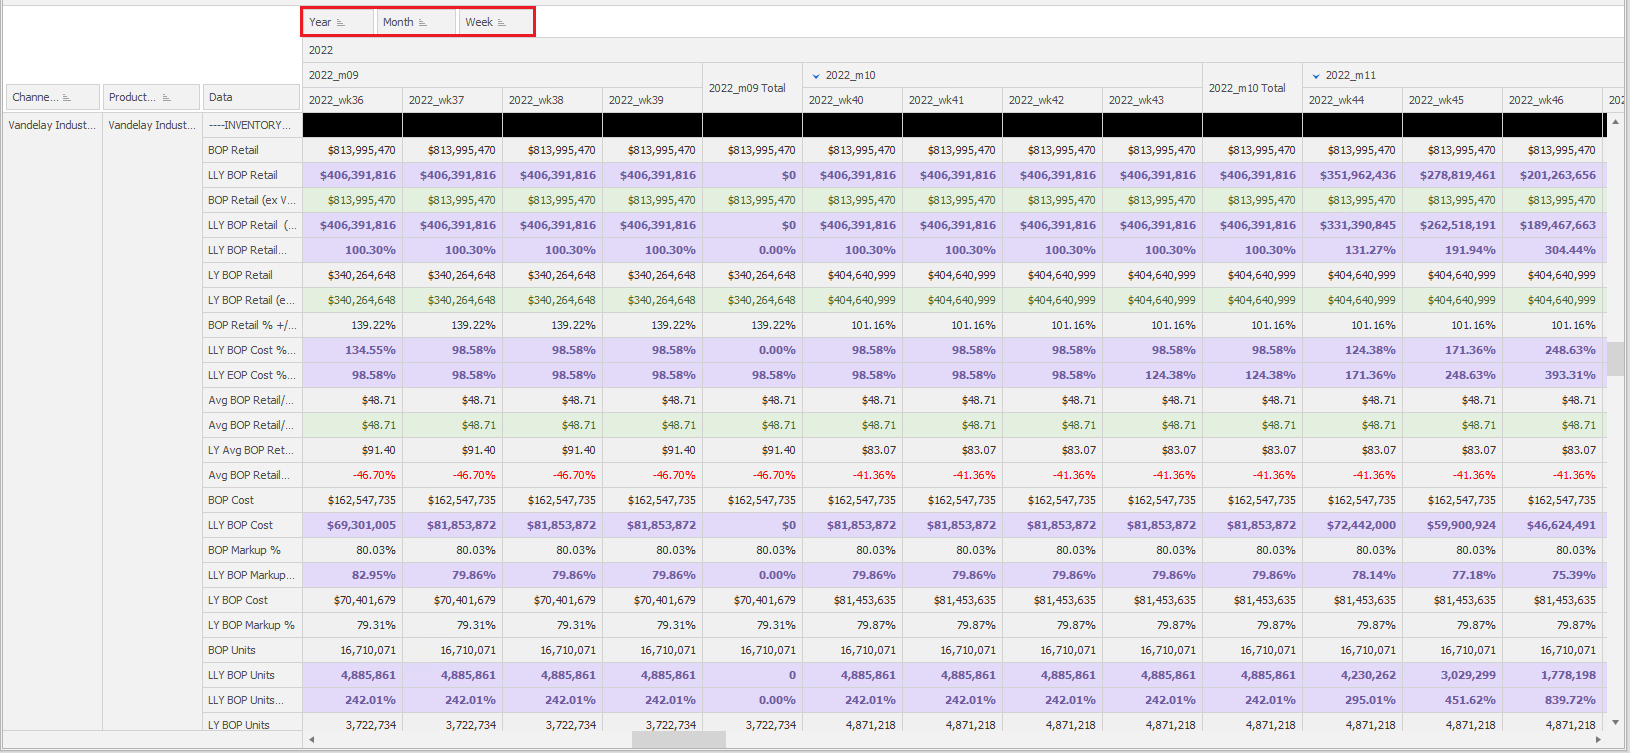 Year Month Week
2022
2022_m09 2022_m09 Total 2022_m10 2022_m10 Total 2022_m11
Channe... Product... Data 2022_wk36 2022_wk37 2022_wk38 2022_wk39 2022_wk40 2022_wk41 2022_wk42 2022_wk43 2022_wk44 2022_wk45 2022_wk46 202
Vandelay Indust... Vandelay Indust... ----INVENTORY...
BOP Retail $813,995,470 $813,995,470 $813,995,470 $813,995,470 $813,995,470 $813,995,470 $813,995,470 $813,995,470 $813,995,470 $813,995,470 $813,995,470 $813,995,470 $813,995,470
LLY BOP Retail $406,391,816 $406,391,816 $406,391,816 $406,391,816 $0 $406,391,816 $406,391,816 $406,391,816 $406,391,816 $406,391,816 $351,962,436 $278,819,461 $201,263,656
BOP Retail (ex V... $813,995,470 $813,995,470 $813,995,470 $813,995,470 $813,995,470 $813,995,470 $813,995,470 $813,995,470 $813,995,470 $813,995,470 $813,995,470 $813,995,470 $813,995,470
LLY BOP Retail (... $406,391,816 $406,391,816 $406,391,816 $406,391,816 $0 $406,391,816 $406,391,816 $406,391,816 $406,391,816 $406,391,816 $331,390,845 $262,518,191 $189,467,663
LLY BOP Retail... 100.30% 100.30% 100.30% 100.30% 0.00% 100.30% 100.30% 100.30% 100.30% 100.30% 131.27% 191.94% 304.44%
LY BOP Retail $340,264,648 $340,264,648 $340,264,648 $340,264,648 $340,264,648 $404,640,999 $404,640,999 $404,640,999 $404,640,999 $404,640,999 $404,640,999 $404,640,999 $404,640,999
LY BOP Retail (e... $340,264,648 $340,264,648 $340,264,648 $340,264,648 $340,264,648 $404,640,999 $404,640,999 $404,640,999 $404,640,999 $404,640,999 $404,640,999 $404,640,999 $404,640,999
BOP Retail % +/... 139.22% 139.22% 139.22% 139.22% 139.22% 101.16% 101.16% 101.16% 101.16% 101.16% 101.16% 101.16% 101.16%
LLY BOP Cost %... 134.55% 98.58% 98.58% 98.58% 0.00% 98.58% 98.58% 98.58% 98.58% 98.58% 124.38% 171.36% 248.63%
LLY EOP Cost %... 98.58% 98.58% 98.58% 98.58% 98.58% 98.58% 98.58% 98.58% 124.38% 124.38% 171.36% 248.63% 393.31%
Avg BOP Retail/... $48.71 $48.71 $48.71 $48.71 $48.71 $48.71 $48.71 $48.71 $48.71 $48.71 $48.71 $48.71 $48.71
Avg BOP Retail/... $48.71 $48.71 $48.71 $48.71 $48.71 $48.71 $48.71 $48.71 $48.71 $48.71 $48.71 $48.71 $48.71
LY Avg BOP Ret... $91.40 $91.40 $91.40 $91.40 $91.40 $83.07 $83.07 $83.07 $83.07 $83.07 $83.07 $83.07 $83.07
Avg BOP Retail... -46.70% -46.70% -46.70% -46.70% -46.70% -41.36% -41.36% -41.36% -41.36% -41.36% -41.36% -41.36% -41.36%
BOP Cost $162,547,735 $162,547,735 $162,547,735 $162,547,735 $162,547,735 $162,547,735 $162,547,735 $162,547,735 $162,547,735 $162,547,735 $162,547,735 $162,547,735 $162,547,735
LLY BOP Cost $69,301,005 $81,853,872 $81,853,872 $81,853,872 $0 $81,853,872 $81,853,872 $81,853,872 $81,853,872 $81,853,872 $72,442,000 $59,900,924 $46,624,491
BOP Markup % 80.03% 80.03% 80.03% 80.03% 80.03% 80.03% 80.03% 80.03% 80.03% 80.03% 80.03% 80.03% 80.03%
LLY BOP Markup... 82.95% 79.86% 79.86% 79.86% 0.00% 79.86% 79.86% 79.86% 79.86% 79.86% 78.14% 77.18% 75.39%
LY BOP Cost $70,401,679 $70,401,679 $70,401,679 $70,401,679 $70,401,679 $81,453,635 $81,453,635 $81,453,635 $81,453,635 $81,453,635 $81,453,635 $81,453,635 $81,453,635
LY BOP Markup % 79.31% 79.31% 79.31% 79.31% 79.31% 79.87% 79.87% 79.87% 79.87% 79.87% 79.87% 79.87% 79.87%
BOP Units 16,710,071 16,710,071 16,710,071 16,710,071 16,710,071 16,710,071 16,710,071 16,710,071 16,710,071 16,710,071 16,710,071 16,710,071 16,710,071
LLY BOP Units 4,885,861 4,885,861 4,885,861 4,885,861 0 4,885,861 4,885,861 4,885,861 4,885,861 4,885,861 4,230,262 3,029,299 1,778,198
LLY BOP Units... 242.01% 242.01% 242.01% 242.01% 0.00% 242.01% 242.01% 242.01% 242.01% 242.01% 295.01% 451.62% 839.72%
LY BOP Units 3,722,734 3,722,734 3,722,734 3,722,734 3,722,734 4,871,218 4,871,218 4,871,218 4,871,218 4,871,218 4,871,218 4,871,218 4,871,218